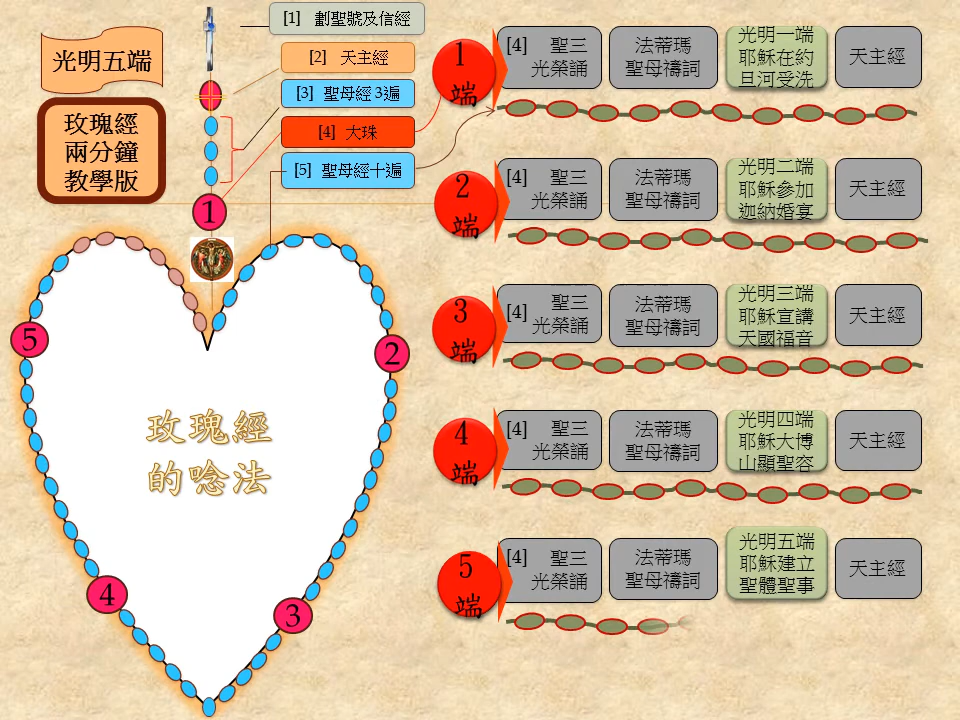 光明五端
玫瑰經
兩分鐘
教學版
[1] 劃聖號及信經
[2] 天主經
[3] 聖母經 3遍
[4] 大珠
[5] 聖母經十遍
1
2
3
4
5
玫瑰經
的唸法
1
端
[4] 聖三
光榮誦
法蒂瑪
聖母禱詞
光明一端
耶穌在約
旦河受洗
天主經
2
端
[4] 聖三
光榮誦
法蒂瑪
聖母禱詞
光明二端
耶穌參加
迦納婚宴
天主經
3
端
[4] 聖三
光榮誦
法蒂瑪
聖母禱詞
光明三端
耶穌宣講
天國福音
天主經
4
端
[4] 聖三
光榮誦
法蒂瑪
聖母禱詞
光明四端
耶穌大博
山顯聖容
天主經
5
端
[4] 聖三
光榮誦
法蒂瑪
聖母禱詞
光明五端
耶穌建立
聖體聖事
天主經